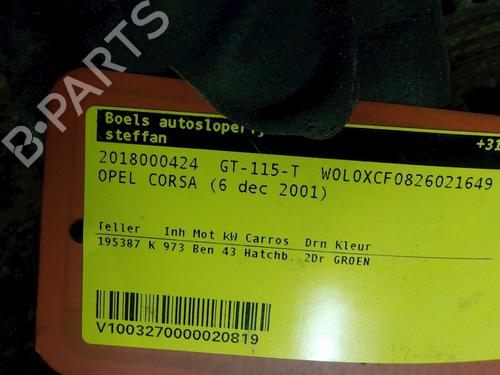 B-PARTS
Boels autosloper
steffan +31
2018000424 GT-115-T W0L0XCF0826021649
OPEL CORSA (6 dec 2001)
Teller Inh Mot kW Carros Drn Kleur
195387 K 973 Ben 43 Hatchb. 2Dr GROEN
V1003270000020819